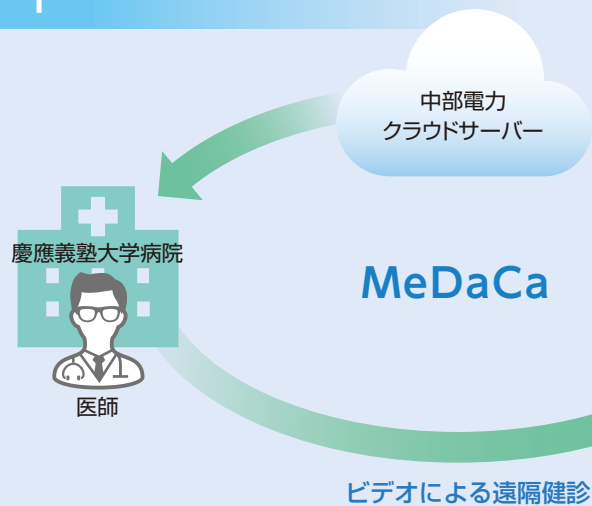 中部電力
クラウドサーバー
慶應義塾大学病院
MeDaCa
医師
ビデオによる遠隔健診